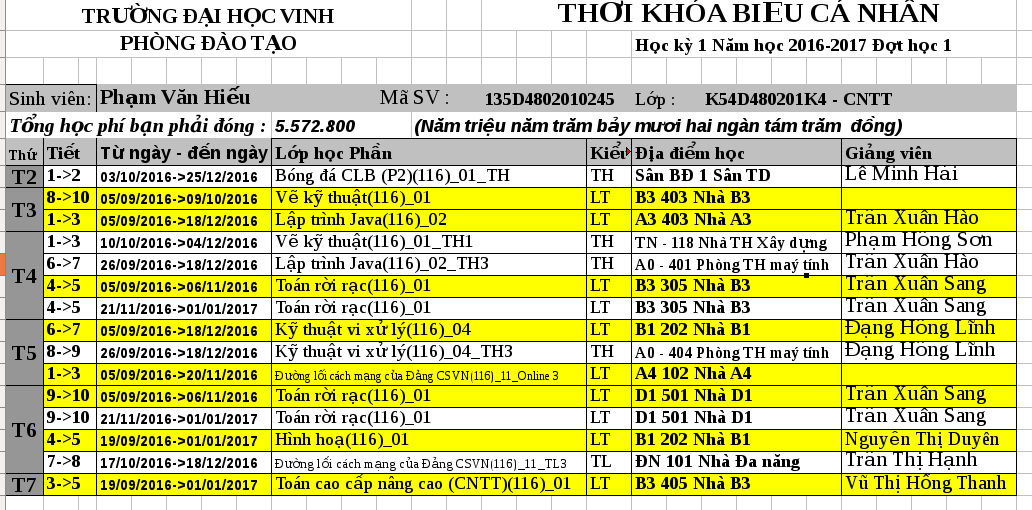 TRƯỜNG ĐẠI HỌC VINH THỜI KHÓA BIỂU CÁ NHÂN
PHÒNG ĐÀO TẠO Học kỳ 1 Năm học 2016-2017 Đợt học 1
Sinh viên: Phạm Văn Hiếu Mã SV : 135D4802010245 Lớp : K54D480201K4 - CNTT
Tổng học phí bạn phải đóng : 5.572.800 (Năm triệu năm trăm bảy mươi hai ngàn tám trăm đồng)
Thứ Tiết Từ ngày - đến ngày Lớp học Phần Kiểu Địa điểm học Giảng viên
T2 1->2 03/10/2016->25/12/2016 Bóng đá CLB (P2)(116)_01_TH TH Sân BĐ 1 Sân TD Lê Minh Hải
T3 8->10 05/09/2016->09/10/2016 Vẽ kỹ thuật(116)_01 LT B3 403 Nhà B3
1->3 05/09/2016->18/12/2016 Lập trình Java(116)_02 LT A3 403 Nhà A3 Trần Xuân Hào
T4 1->3 10/10/2016->04/12/2016 Vẽ kỹ thuật(116)_01_TH1 TH TN - 118 Nhà TH Xây dựng Phạm Hồng Sơn
6->7 26/09/2016->18/12/2016 Lập trình Java(116)_02_TH3 TH A0 - 401 Phòng TH maý tính Trần Xuân Hào
4->5 05/09/2016->06/11/2016 Toán rời rạc(116)_01 LT B3 305 Nhà B3 Trần Xuân Sang
4->5 21/11/2016->01/01/2017 Toán rời rạc(116)_01 LT B3 305 Nhà B3 Trần Xuân Sang
T5 6->7 05/09/2016->18/12/2016 Kỹ thuật vi xử lý(116)_04 LT B1 202 Nhà B1 Đặng Hồng Lĩnh
8->9 26/09/2016->18/12/2016 Kỹ thuật vi xử lý(116)_04_TH3 TH A0 - 404 Phòng TH maý tính Đặng Hồng Lĩnh
1->3 05/09/2016->20/11/2016 Đường lối cách mạng của Đảng CSVN(116)_11_Online 3 LT A4 102 Nhà A4
T6 9->10 05/09/2016->06/11/2016 Toán rời rạc(116)_01 LT D1 501 Nhà D1 Trần Xuân Sang
9->10 21/11/2016->01/01/2017 Toán rời rạc(116)_01 LT D1 501 Nhà D1 Trần Xuân Sang
4->5 19/09/2016->01/01/2017 Hình hoạ(116)_01 LT B1 202 Nhà B1 Nguyễn Thị Duyên
7->8 17/10/2016->18/12/2016 Đường lối cách mạng của Đảng CSVN(116)_11_TL3 TL ĐN 101 Nhà Đa năng Trần Thị Hạnh
T7 3->5 19/09/2016->01/01/2017 Toán cao cấp nâng cao (CNTT)(116)_01 LT B3 405 Nhà B3 Vũ Thị Hồng Thanh